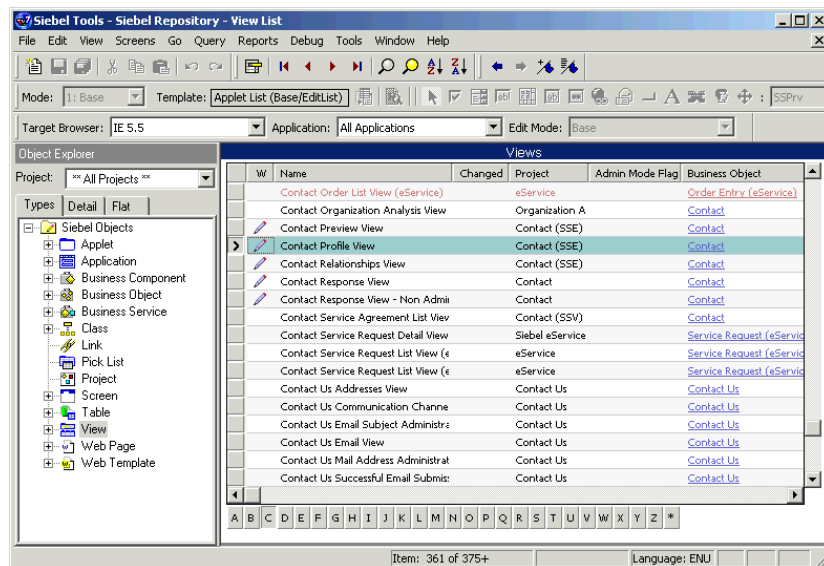 Siebel Tools - Siebel Repository - View List
File Edit View Screens Go Query Reports Debug Tools Window Help
Mode: 1: Base Template: Applet List (Base/EditList) SSPrv
Target Browser: IE 5.5 Application: All Applications Edit Mode: Base
Object Explorer
Project: ** All Projects **
Types Detail Flat
Siebel Objects
Applet
Application
Business Component
Business Object
Business Service
Class
Link
Pick List
Project
Screen
Table
View
Web Page
Web Template
Views
W Name Changed Project Admin Mode Flag Business Object
Contact Order List View (eService) eService Order Entry (eService)
Contact Organization Analysis View Organization A Contact
Contact Preview View Contact (SSE) Contact
Contact Profile View Contact (SSE) Contact
Contact Relationships View Contact (SSE) Contact
Contact Response View Contact Contact
Contact Response View - Non Admi Contact Contact
Contact Service Agreement List View Contact (SSV) Contact
Contact Service Request Detail View Siebel eService Service Request (eServic
Contact Service Request List View (e eService Service Request (eServic
Contact Service Request List View (e eService Service Request (eServic
Contact Us Addresses View Contact Us Contact Us
Contact Us Communication Channe Contact Us Contact Us
Contact Us Email Subject Administra Contact Us Contact Us
Contact Us Email View Contact Us Contact Us
Contact Us Mail Address Administrat Contact Us Contact Us
Contact Us Successful Email Submis: Contact Us Contact Us
A B C D E F G H I J K L M N O P Q R S T U V W X Y Z *
Item: 361 of 375+ Language: ENU